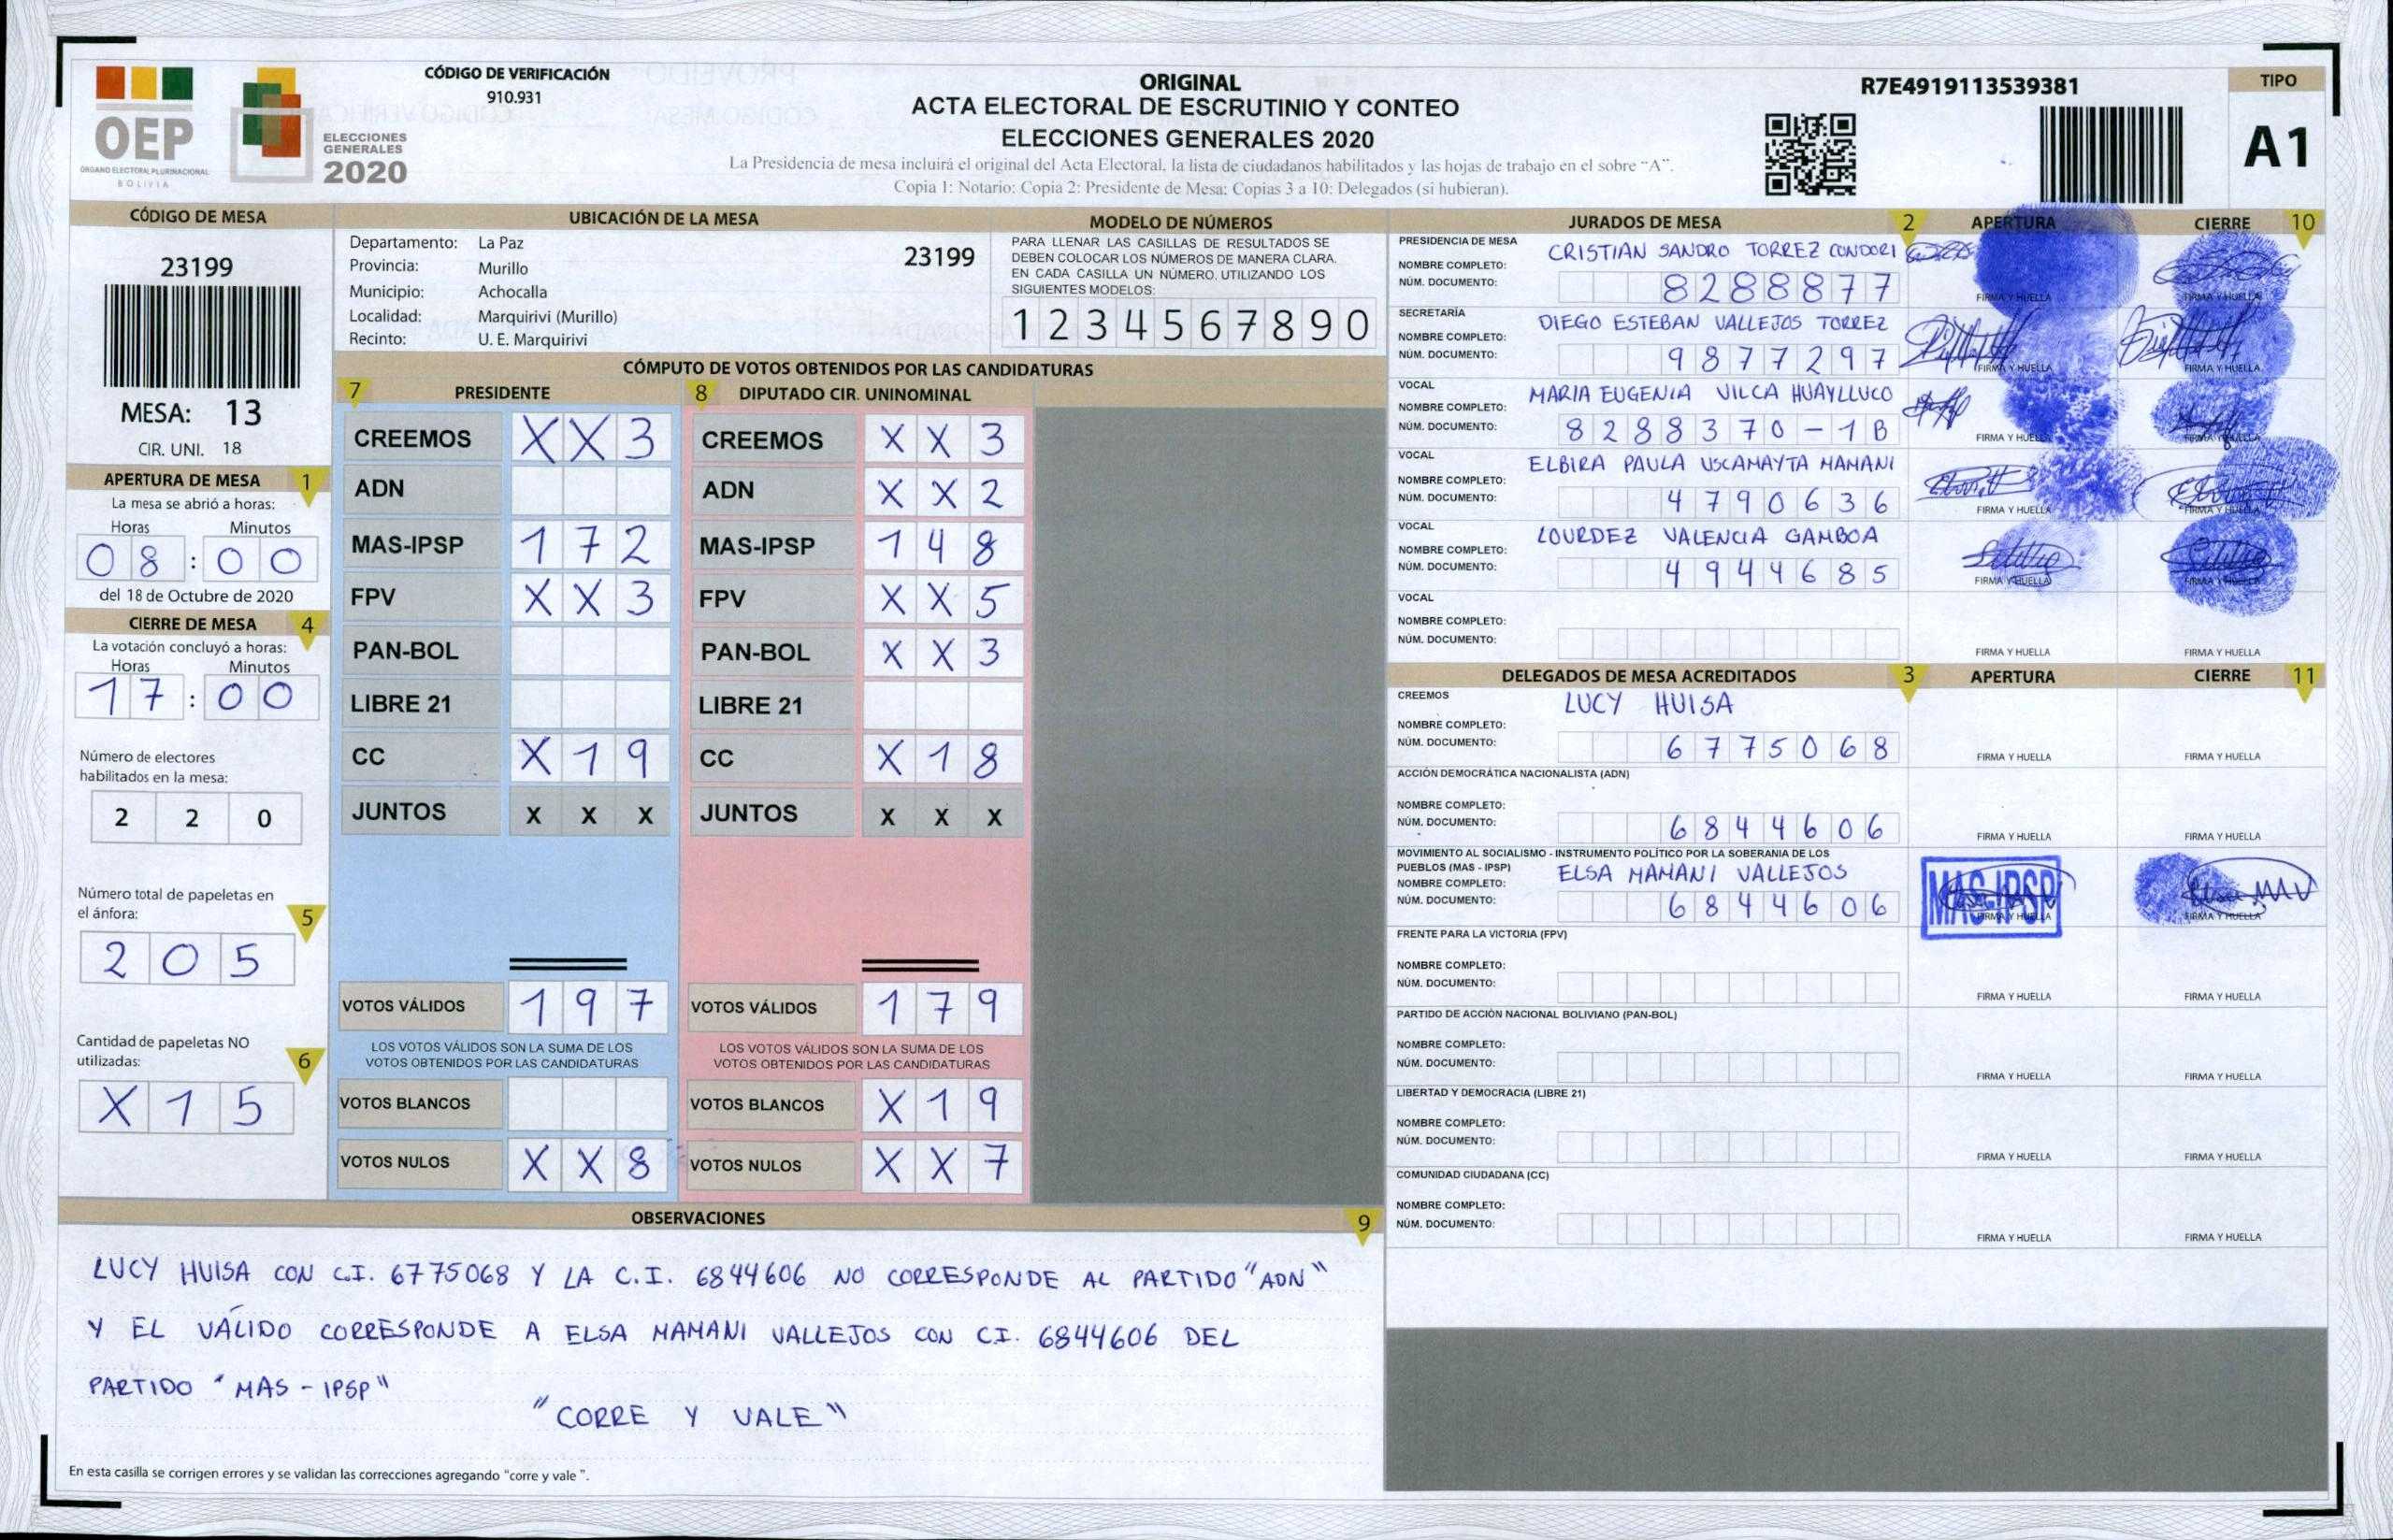 OEP
ÓRGANO ELECTORAL PLURINACIONAL
BOLIVIA
ELECCIONES
GENERALES
2020
CÓDIGO DE VERIFICACIÓN
910.931
ORIGINAL
ACTA ELECTORAL DE ESCRUTINIO Y CONTEO
ELECCIONES GENERALES 2020
La Presidencia de mesa incluirá el original del Acta Electoral, la lista de ciudadanos habilitados y las hojas de trabajo en el sobre “A”.
Copia 1: Notario; Copia 2: Presidente de Mesa; Copias 3 a 10: Delegados (si hubieran).
R7E4919113539381
TIPO
A1
CÓDIGO DE MESA
23199
MESA: 13
CIR. UNI. 18
APERTURA DE MESA 1
La mesa se abrió a horas:
Horas Minutos
08:00
del 18 de Octubre de 2020
CIERRE DE MESA 4
La votación concluyó a horas:
Horas Minutos
17:00
Número de electores
habilitados en la mesa:
2 2 0
Número total de papeletas en
el ánfora: 5
2 0 5
Cantidad de papeletas NO
utilizadas: 6
X 1 5
UBICACIÓN DE LA MESA
Departamento: La Paz 23199
Provincia: Murillo
Municipio: Achocalla
Localidad: Marquirivi (Murillo)
Recinto: U. E. Marquirivi
MODELO DE NÚMEROS
PARA LLENAR LAS CASILLAS DE RESULTADOS SE
DEBEN COLOCAR LOS NÚMEROS DE MANERA CLARA.
EN CADA CASILLA UN NÚMERO. UTILIZANDO LOS
SIGUIENTES MODELOS:
1 2 3 4 5 6 7 8 9 0
CÓMPUTO DE VOTOS OBTENIDOS POR LAS CANDIDATURAS
7 PRESIDENTE 8 DIPUTADO CIR. UNINOMINAL
CREEMOS X X 3 CREEMOS X X 3
ADN ADN X X 2
MAS-IPSP 1 7 2 MAS-IPSP 1 4 8
FPV X X 3 FPV X X 5
PAN-BOL PAN-BOL X X 3
LIBRE 21 LIBRE 21
CC X 1 9 CC X 1 8
JUNTOS X X X JUNTOS X X X
VOTOS VÁLIDOS 1 9 7 VOTOS VÁLIDOS 1 7 9
LOS VOTOS VÁLIDOS SON LA SUMA DE LOS LOS VOTOS VÁLIDOS SON LA SUMA DE LOS
VOTOS OBTENIDOS POR LAS CANDIDATURAS VOTOS OBTENIDOS POR LAS CANDIDATURAS
VOTOS BLANCOS VOTOS BLANCOS X 1 9
VOTOS NULOS X X 8 VOTOS NULOS X X 7
JURADOS DE MESA 2 APERTURA CIERRE 10
PRESIDENCIA DE MESA
NOMBRE COMPLETO: CRISTIAN SANDRO TORREZ CONDORI
NÚM. DOCUMENTO: 8288877 FIRMA Y HUELLA FIRMA Y HUELLA
SECRETARÍA
NOMBRE COMPLETO: DIEGO ESTEBAN VALLEJOS TORREZ
NÚM. DOCUMENTO: 9877297 FIRMA Y HUELLA FIRMA Y HUELLA
VOCAL
NOMBRE COMPLETO: MARIA EUGENIA VILCA HUAYLLUCO
NÚM. DOCUMENTO: 8288370-1B FIRMA Y HUELLA FIRMA Y HUELLA
VOCAL
NOMBRE COMPLETO: ELBIRA PAULA USCAMAYTA MAMANI
NÚM. DOCUMENTO: 4790636 FIRMA Y HUELLA FIRMA Y HUELLA
VOCAL
NOMBRE COMPLETO: LOURDEZ VALENCIA GAMBOA
NÚM. DOCUMENTO: 4944685 FIRMA Y HUELLA FIRMA Y HUELLA
VOCAL
NOMBRE COMPLETO:
NÚM. DOCUMENTO: FIRMA Y HUELLA FIRMA Y HUELLA
DELEGADOS DE MESA ACREDITADOS 3 APERTURA CIERRE 11
CREEMOS
NOMBRE COMPLETO: LUCY HUISA
NÚM. DOCUMENTO: 6775068 FIRMA Y HUELLA FIRMA Y HUELLA
ACCIÓN DEMOCRÁTICA NACIONALISTA (ADN)
NOMBRE COMPLETO:
NÚM. DOCUMENTO: 6844606 FIRMA Y HUELLA FIRMA Y HUELLA
MOVIMIENTO AL SOCIALISMO - INSTRUMENTO POLÍTICO POR LA SOBERANIA DE LOS
PUEBLOS (MAS - IPSP)
NOMBRE COMPLETO: ELSA MAMANI VALLEJOS
NÚM. DOCUMENTO: 6844606 MAS-IPSP FIRMA Y HUELLA FIRMA Y HUELLA
FRENTE PARA LA VICTORIA (FPV)
NOMBRE COMPLETO:
NÚM. DOCUMENTO: FIRMA Y HUELLA FIRMA Y HUELLA
PARTIDO DE ACCIÓN NACIONAL BOLIVIANO (PAN-BOL)
NOMBRE COMPLETO:
NÚM. DOCUMENTO: FIRMA Y HUELLA FIRMA Y HUELLA
LIBERTAD Y DEMOCRACIA (LIBRE 21)
NOMBRE COMPLETO:
NÚM. DOCUMENTO: FIRMA Y HUELLA FIRMA Y HUELLA
COMUNIDAD CIUDADANA (CC)
NOMBRE COMPLETO:
NÚM. DOCUMENTO: FIRMA Y HUELLA FIRMA Y HUELLA
OBSERVACIONES 9
LUCY HUISA CON C.I. 6775068 Y LA C.I. 6844606 NO CORRESPONDE AL PARTIDO "ADN"
Y EL VÁLIDO CORRESPONDE A ELSA MAMANI VALLEJOS CON C.I. 6844606 DEL
PARTIDO "MAS - IPSP"
"CORRE Y VALE"
En esta casilla se corrigen errores y se validan las correcciones agregando “corre y vale ”.